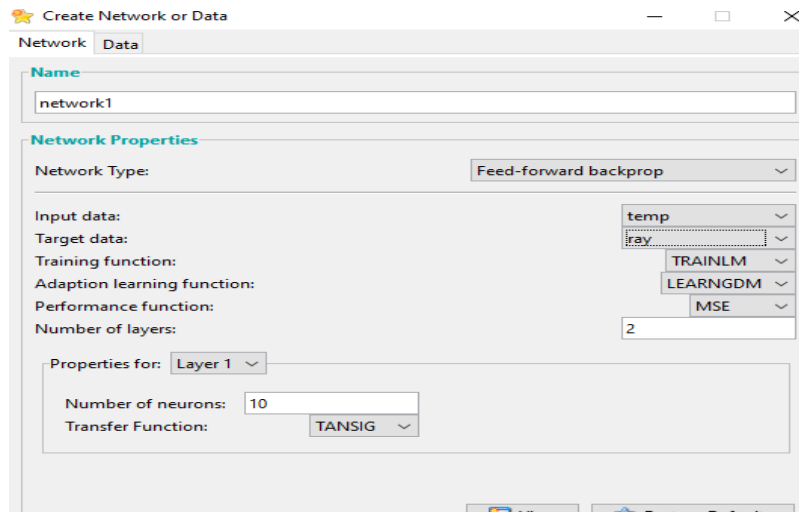 Create Network or Data
Network Data
Name
network1
Network Properties
Network Type: Feed-forward backprop
Input data: temp
Target data: ray
Training function: TRAINLM
Adaption learning function: LEARNGDM
Performance function: MSE
Number of layers: 2
Properties for: Layer 1
Number of neurons: 10
Transfer Function: TANSIG